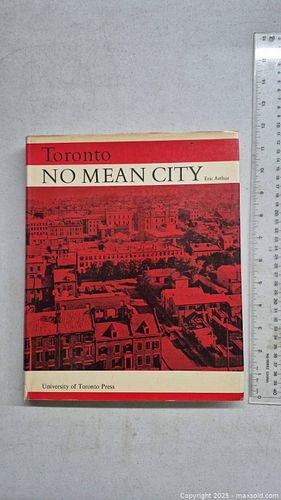 Toronto
NO MEAN CITY Eric Arthur
University of Toronto Press
Copyright © 2025 - maxsold.com